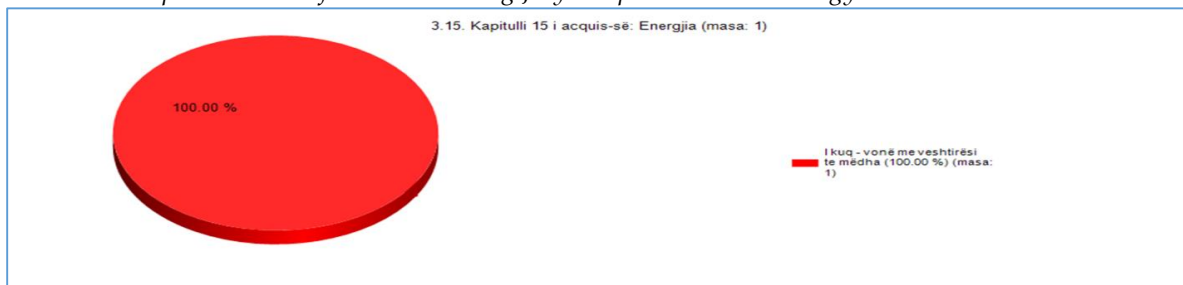 3.15. Kapitulli 15 i acquis-së: Energjia (masa: 1)
100.00 %
I kuq - vonë me veshtirësi
te mëdha (100.00 %) (masa:
1)